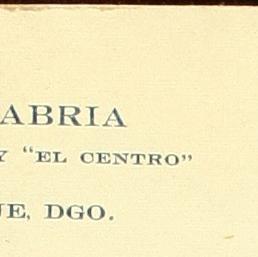 ABRIA
Y “EL CENTRO”
UE, DGO.